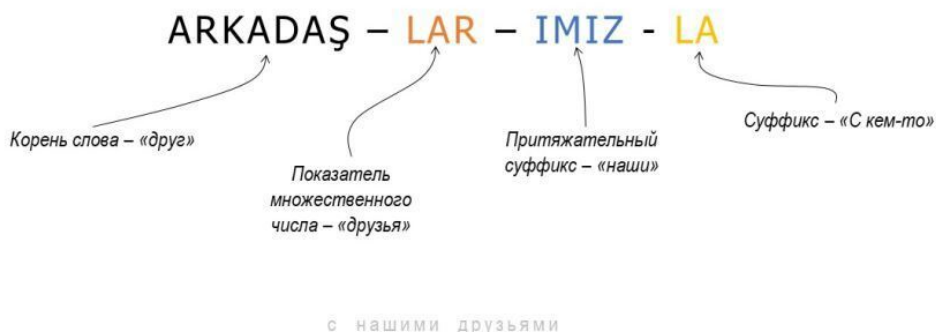 ARKADAŞ – LAR – IMIZ - LA
Корень слова – «друг»
Показатель
множественного
числа – «друзья»
Притяжательный
суффикс – «наши»
Суффикс – «С кем-то»
с нашими друзьями